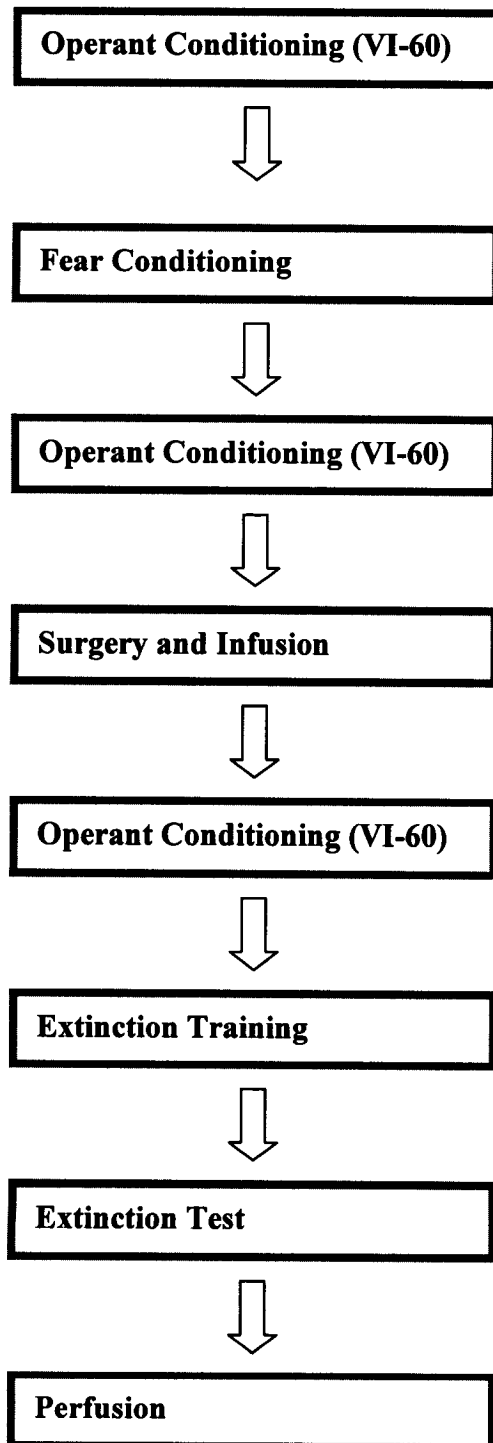 Operant Conditioning (VI-60)
Fear Conditioning
Operant Conditioning (VI-60)
Surgery and Infusion
Operant Conditioning (VI-60)
Extinction Training
Extinction Test
Perfusion